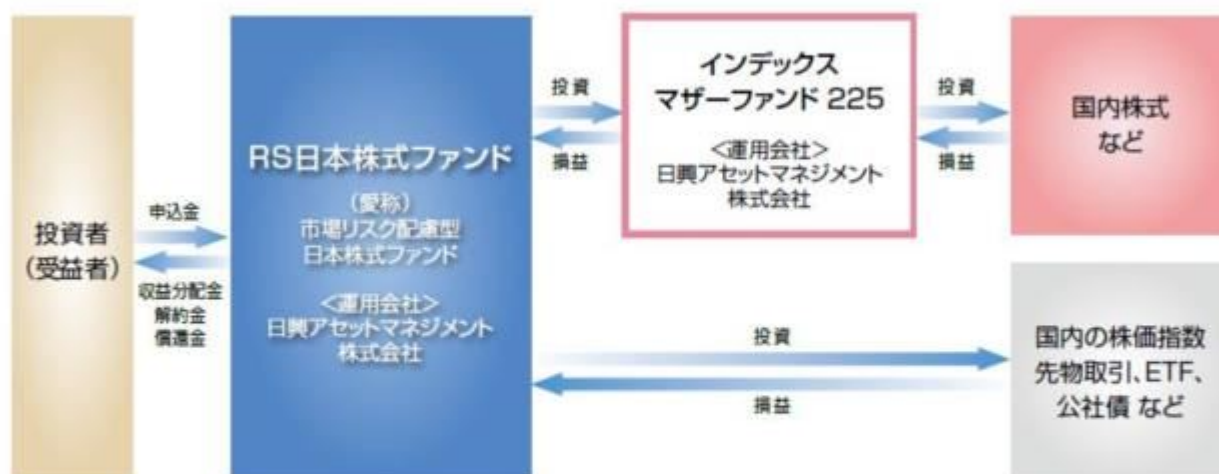 投資者
(受益者)
申込金
収益分配金
解約金
償還金
RS日本株式ファンド
(愛称)
市場リスク配慮型
日本株式ファンド
<運用会社>
日興アセットマネジメント
株式会社
投資
損益
インデックス
マザーファンド 225
<運用会社>
日興アセットマネジメント
株式会社
投資
損益
国内株式
など
投資
損益
国内の株価指数
先物取引、ETF、
公社債 など